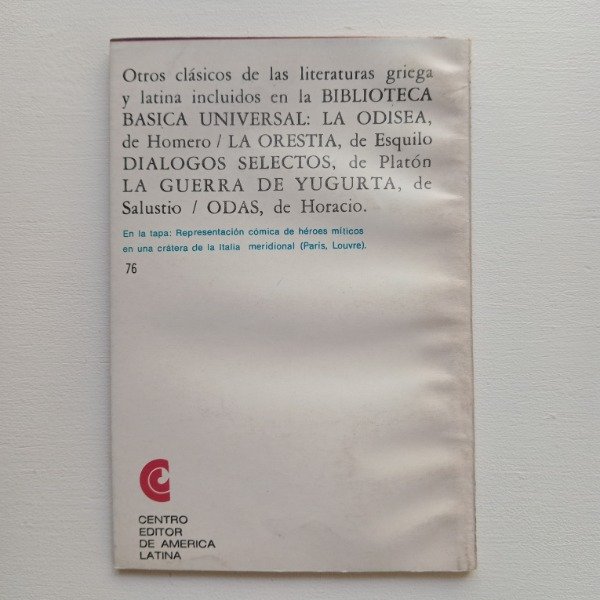 Otros clásicos de las literaturas griega
y latina incluidos en la BIBLIOTECA
BASICA UNIVERSAL: LA ODISEA,
de Homero / LA ORESTIA, de Esquilo
DIALOGOS SELECTOS, de Platón
LA GUERRA DE YUGURTA, de
Salustio / ODAS, de Horacio.
En la tapa: Representación cómica de héroes míticos
en una crátera de la Italia meridional (París, Louvre).
76
CENTRO
EDITOR
DE AMERICA
LATINA